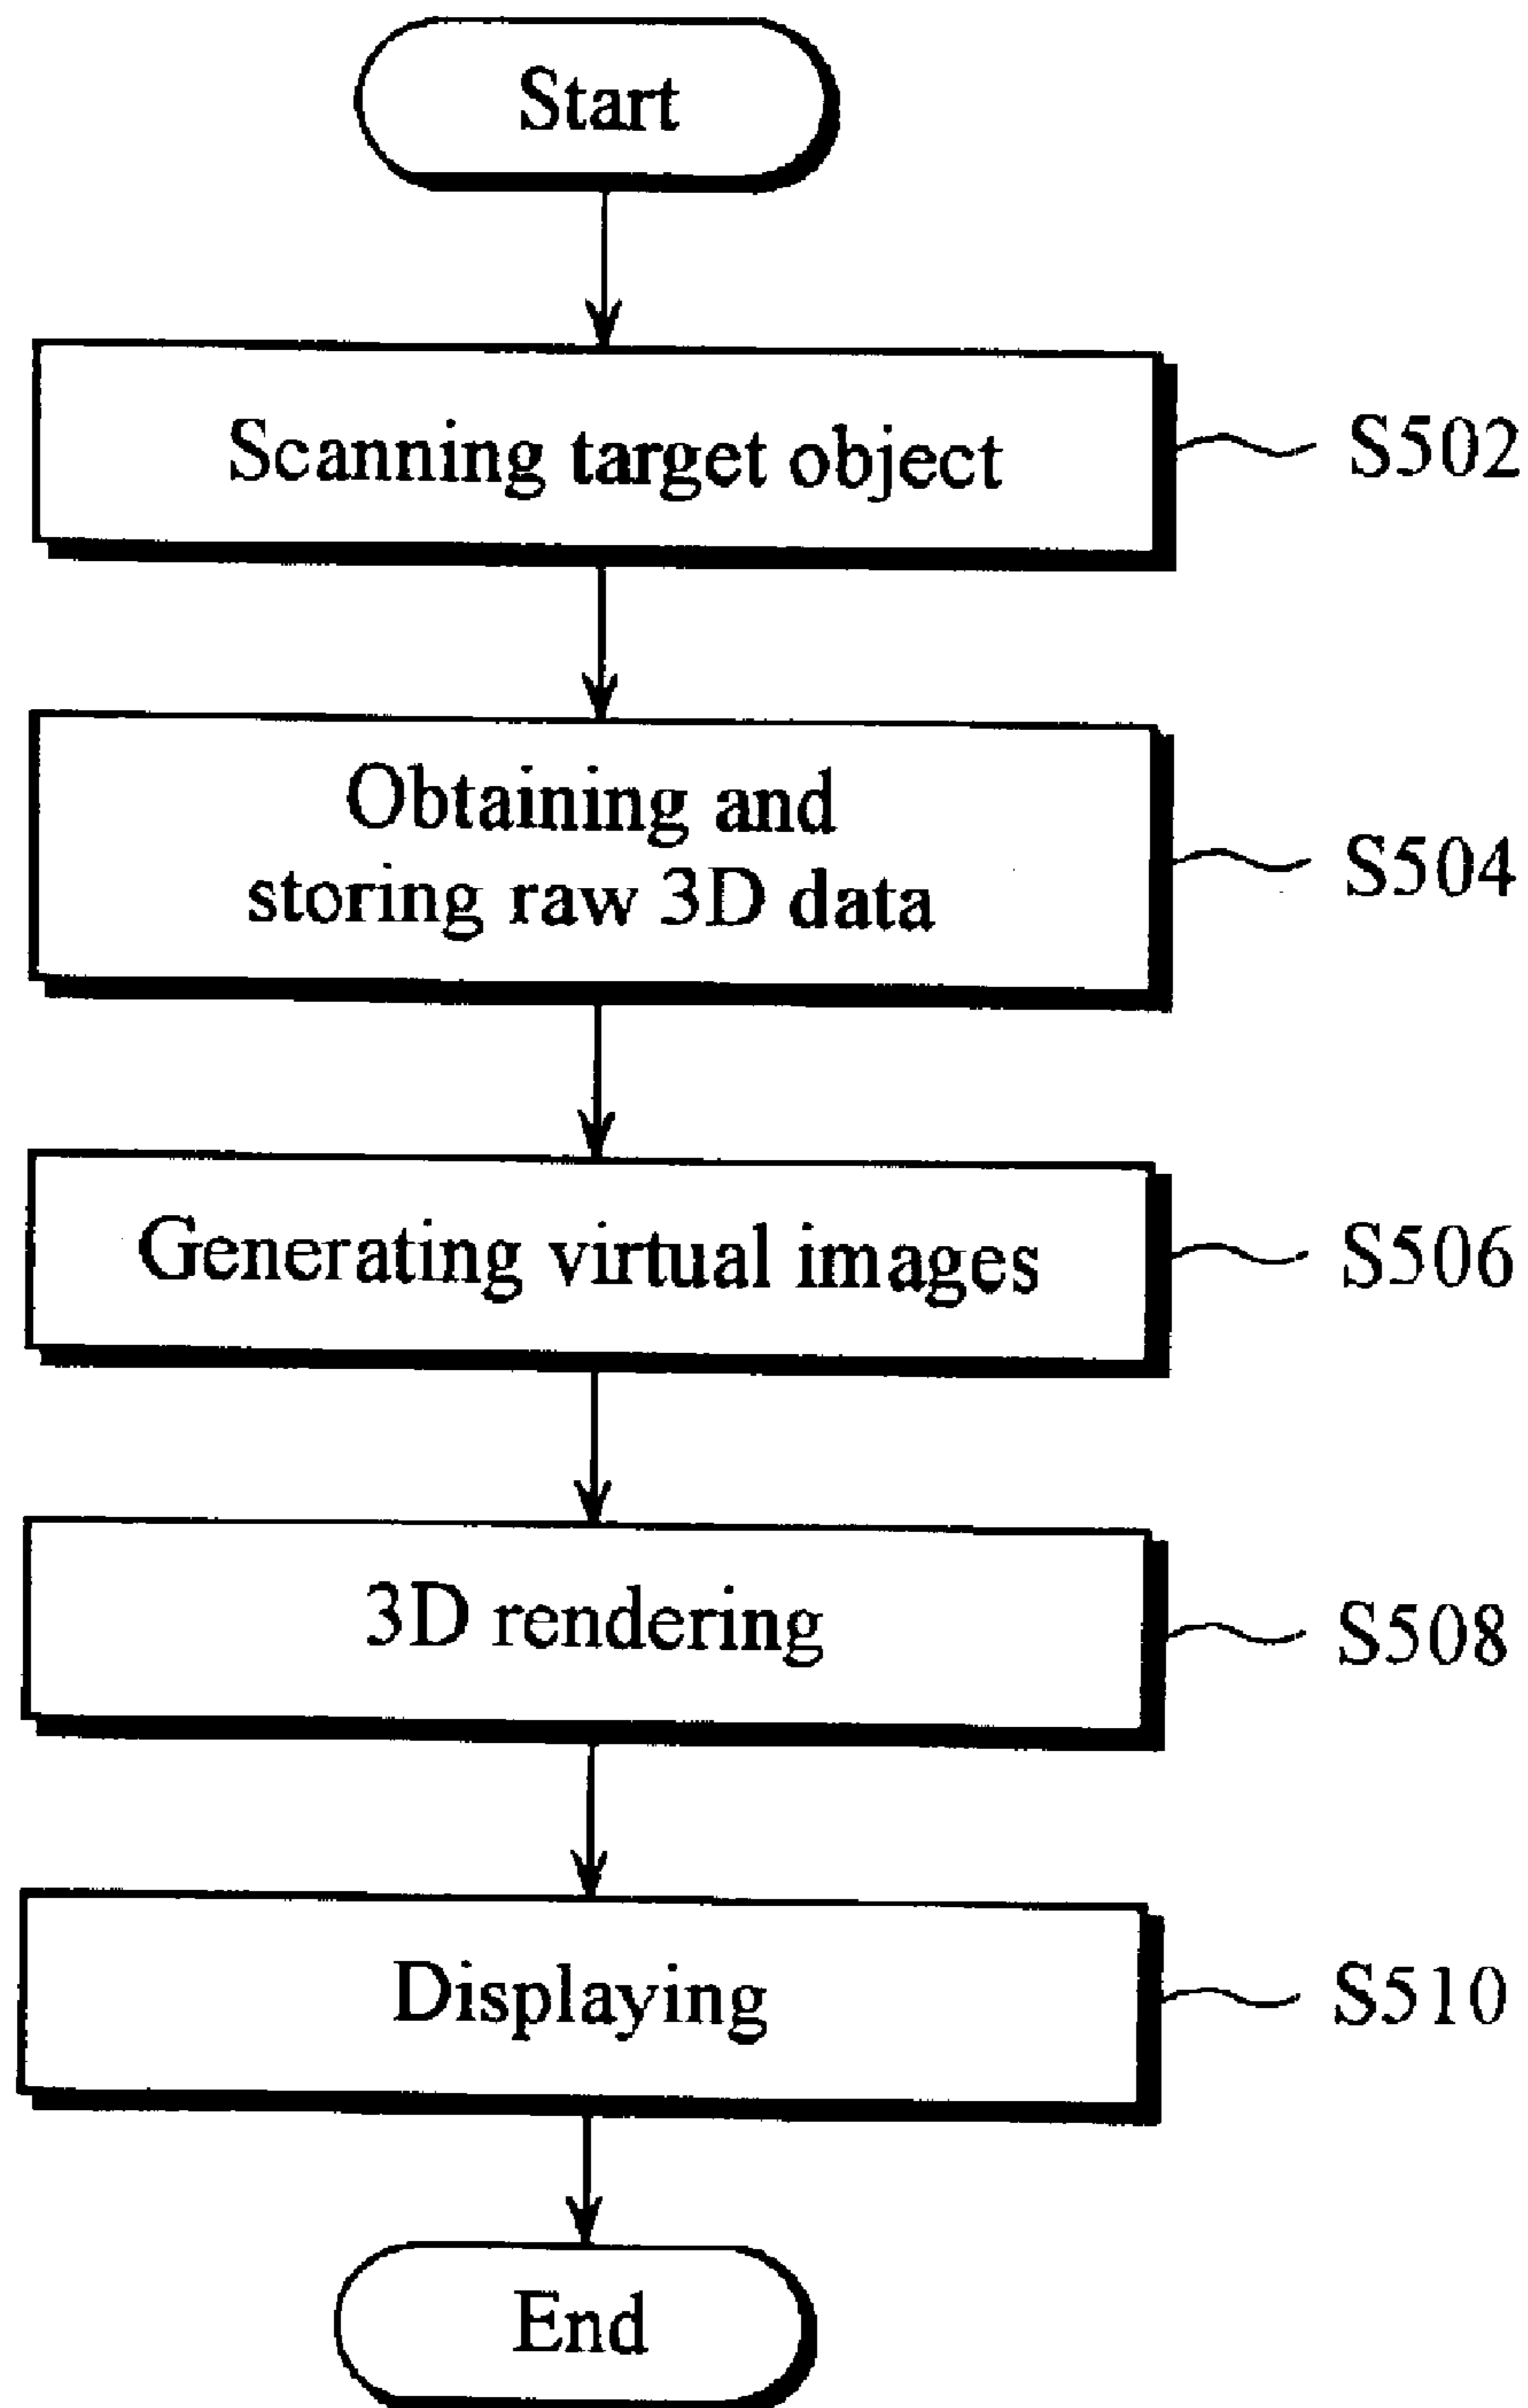 Start
Scanning target object
S502
Obtaining and
storing raw 3D data
S504
Generating virtual images
S506
3D rendering
S508
Displaying
S510
End